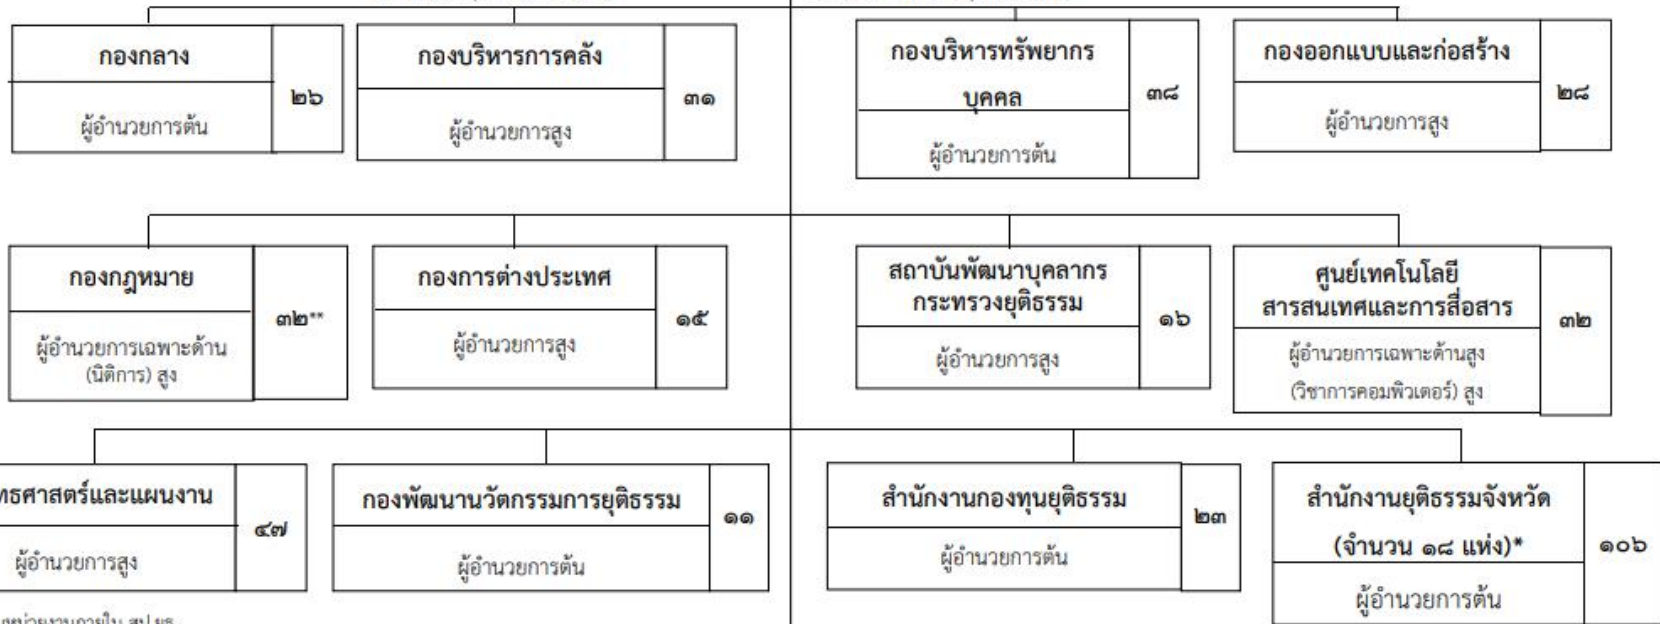 กองกลาง
ผู้อำนวยการต้น
๒๖
กองบริหารการคลัง
ผู้อำนวยการสูง
๓๑
กองบริหารทรัพยากร
บุคคล
ผู้อำนวยการต้น
๓๘
กองออกแบบและก่อสร้าง
ผู้อำนวยการสูง
๒๘
กองกฎหมาย
ผู้อำนวยการเฉพาะด้าน
(นิติการ) สูง
๓๒**
กองการต่างประเทศ
ผู้อำนวยการสูง
๑๕
สถาบันพัฒนาบุคลากร
กระทรวงยุติธรรม
ผู้อำนวยการสูง
๑๖
ศูนย์เทคโนโลยี
สารสนเทศและการสื่อสาร
ผู้อำนวยการเฉพาะด้านสูง
(วิชาการคอมพิวเตอร์) สูง
๓๒
ทธศาสตร์และแผนงาน
ผู้อำนวยการสูง
๔๗
กองพัฒนานวัตกรรมการยุติธรรม
ผู้อำนวยการต้น
๑๑
สำนักงานกองทุนยุติธรรม
ผู้อำนวยการต้น
๒๓
สำนักงานยุติธรรมจังหวัด
(จำนวน ๑๘ แห่ง)*
ผู้อำนวยการต้น
๑๐๖